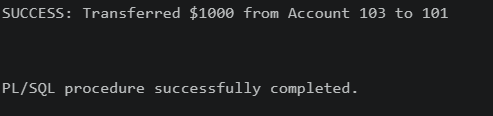 SUCCESS: Transferred $1000 from Account 103 to 101
PL/SQL procedure successfully completed.